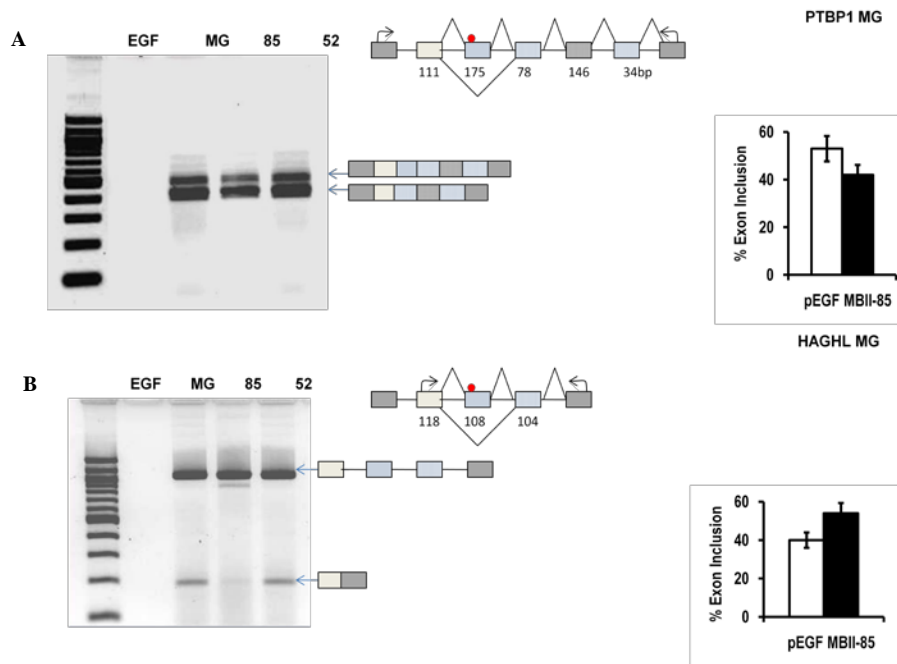 PTBP1 MG
A
EGF MG 85 52
111 175 78 146 34bp
60
40
20
0
% Exon Inclusion
pEGF MBII-85
HAGHL MG
B
EGF MG 85 52
118 108 104
60
40
20
0
% Exon Inclusion
pEGF MBII-85